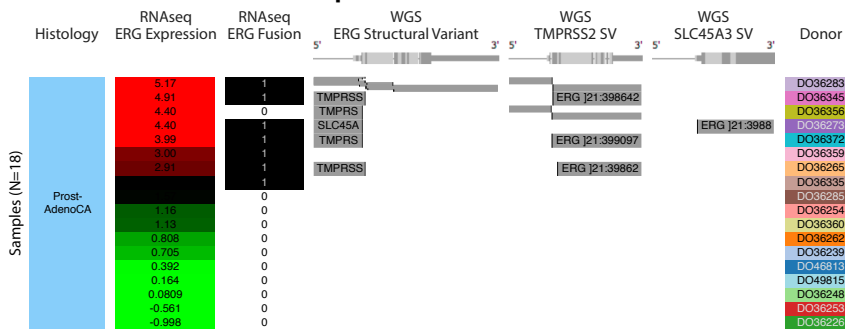 Histology
RNAseq
ERG Expression
RNAseq
ERG Fusion
WGS
ERG Structural Variant
WGS
TMPRSS2 SV
WGS
SLC45A3 SV
Donor
5' 3' 5' 3' 5' 3'
Samples (N=18)
Prost-
AdenoCA
5.17 1 DO36283
4.91 1 TMPRSS ERG ]21:398642 DO36345
4.40 0 TMPRS DO36356
4.40 1 SLC45A ERG ]21:3988 DO36273
3.99 1 TMPRS ERG ]21:399097 DO36372
3.00 1 DO36359
2.91 1 TMPRSS ERG ]21:39862 DO36265
1 DO36335
0 DO36285
1.16 0 DO36254
1.13 0 DO36360
0.808 0 DO36262
0.705 0 DO36239
0.392 0 DO46813
0.164 0 DO49815
0.0809 0 DO36248
-0.561 0 DO36253
-0.998 0 DO36226